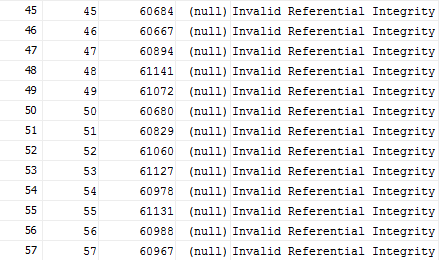 45 45 60684 (null) Invalid Referential Integrity
46 46 60667 (null) Invalid Referential Integrity
47 47 60894 (null) Invalid Referential Integrity
48 48 61141 (null) Invalid Referential Integrity
49 49 61072 (null) Invalid Referential Integrity
50 50 60680 (null) Invalid Referential Integrity
51 51 60829 (null) Invalid Referential Integrity
52 52 61060 (null) Invalid Referential Integrity
53 53 61127 (null) Invalid Referential Integrity
54 54 60978 (null) Invalid Referential Integrity
55 55 61131 (null) Invalid Referential Integrity
56 56 60988 (null) Invalid Referential Integrity
57 57 60967 (null) Invalid Referential Integrity